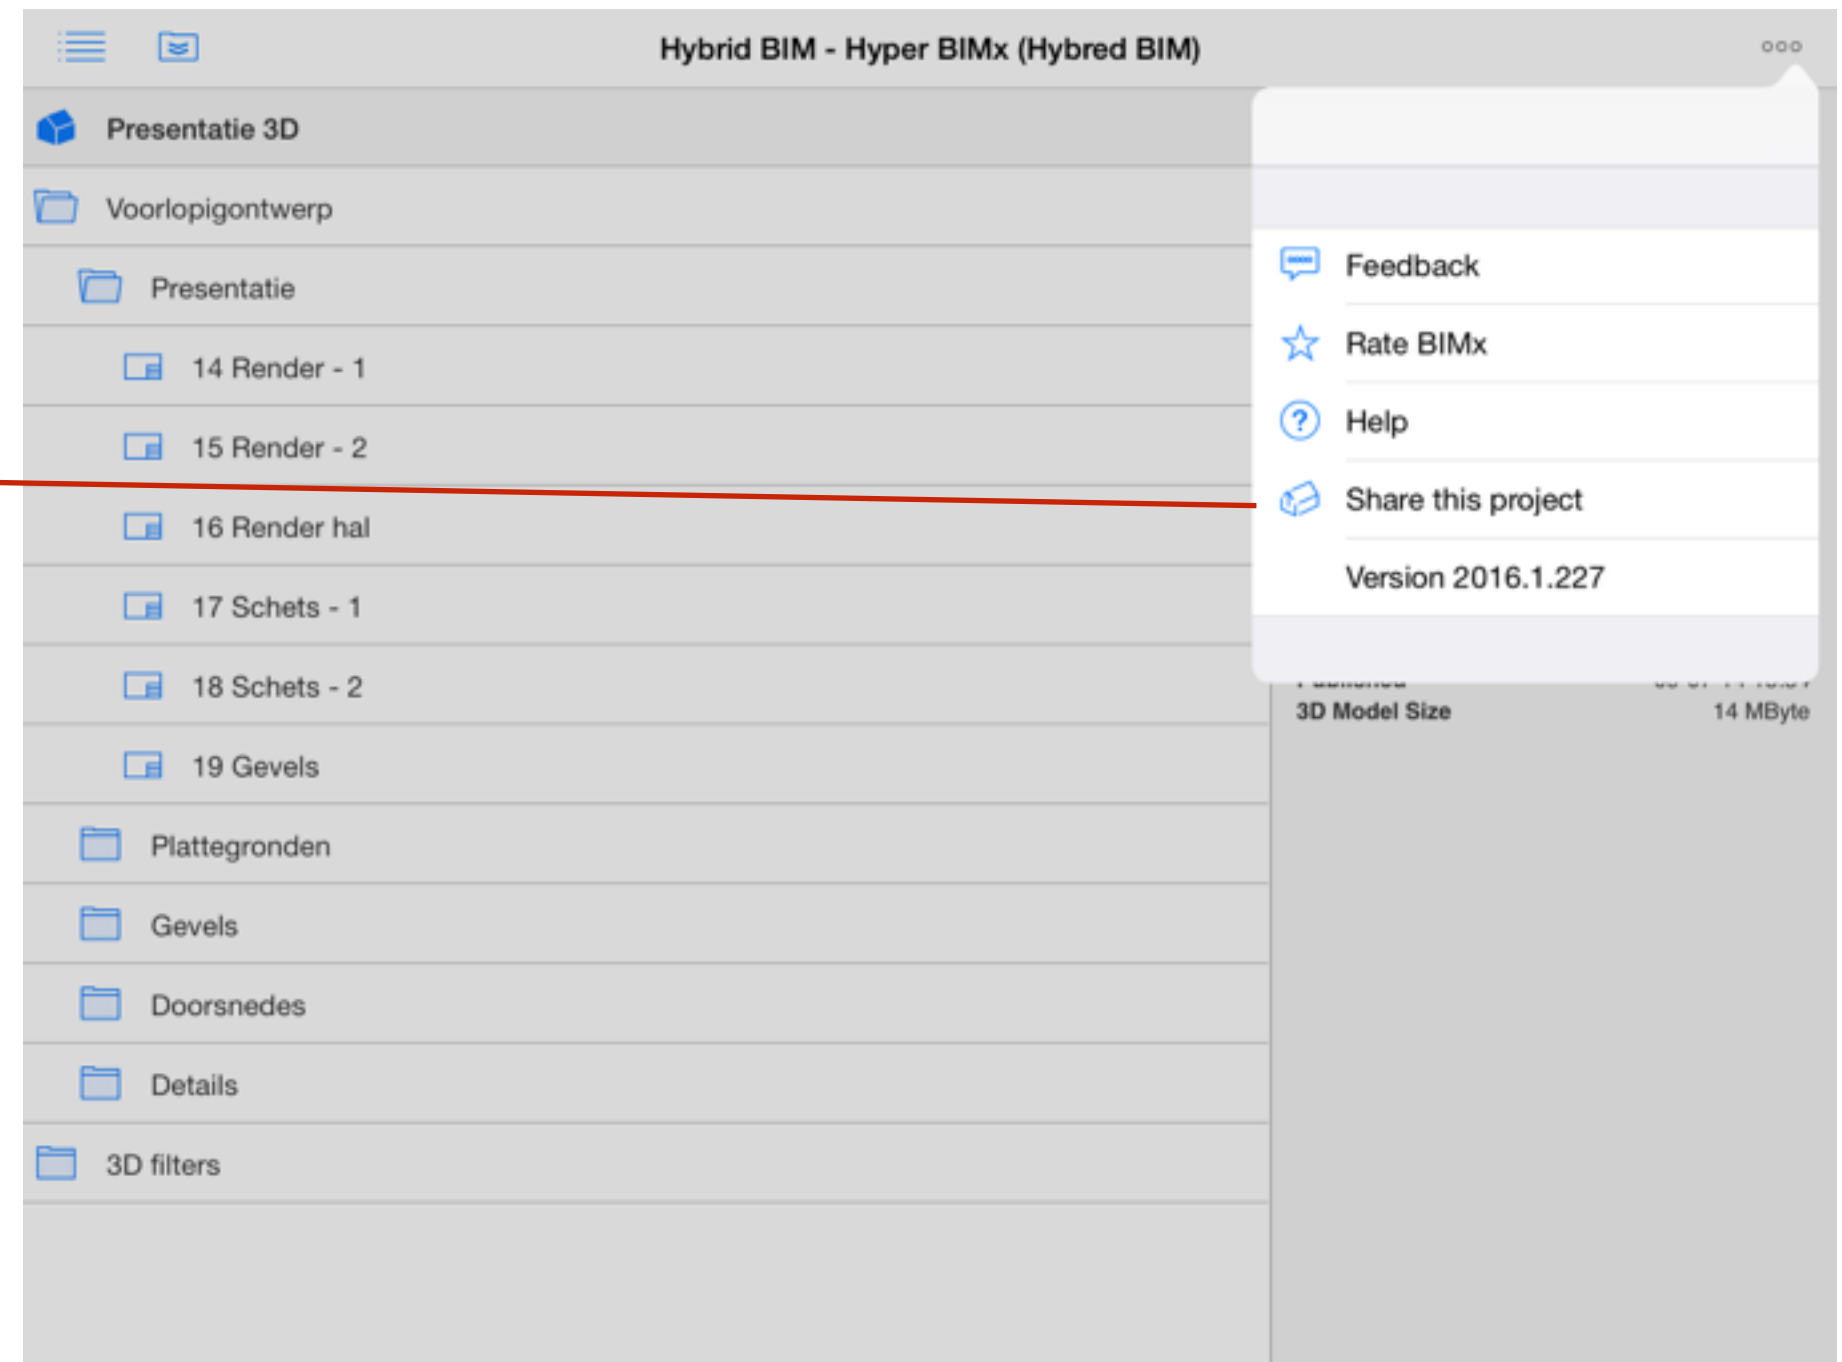 Hybrid BIM - Hyper BIMx (Hybred BIM)
Presentatie 3D
Voorlopigontwerp
Presentatie
14 Render - 1
15 Render - 2
16 Render hal
17 Schets - 1
18 Schets - 2
19 Gevels
Plattegronden
Gevels
Doorsnedes
Details
3D filters
Feedback
Rate BIMx
Help
Share this project
Version 2016.1.227
3D Model Size 14 MByte